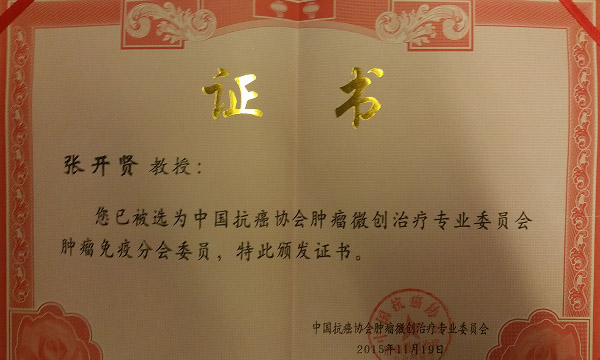 证 书
张开贤 教授：
您已被选为中国抗癌协会肿瘤微创治疗专业委员会
肿瘤免疫分会委员，特此颁发证书。
中国抗癌协会肿瘤微创治疗专业委员会
2015年11月19日